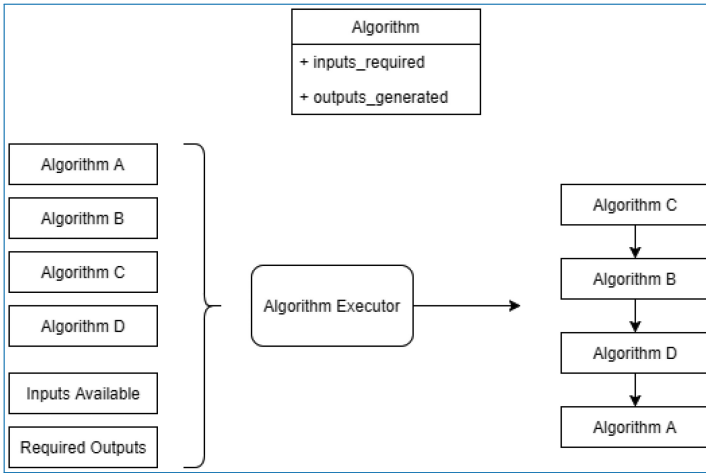 Algorithm
+ inputs_required
+ outputs_generated
Algorithm A
Algorithm B
Algorithm C
Algorithm D
Inputs Available
Required Outputs
Algorithm Executor
Algorithm C
Algorithm B
Algorithm D
Algorithm A